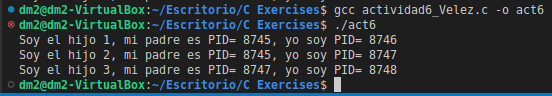 dm2@dm2-VirtualBox:~/Escritorio/C Exercises$ gcc actividad6_Velez.c -o act6
dm2@dm2-VirtualBox:~/Escritorio/C Exercises$ ./act6
Soy el hijo 1, mi padre es PID= 8745, yo soy PID= 8746
Soy el hijo 2, mi padre es PID= 8745, yo soy PID= 8747
Soy el hijo 3, mi padre es PID= 8747, yo soy PID= 8748
dm2@dm2-VirtualBox:~/Escritorio/C Exercises$